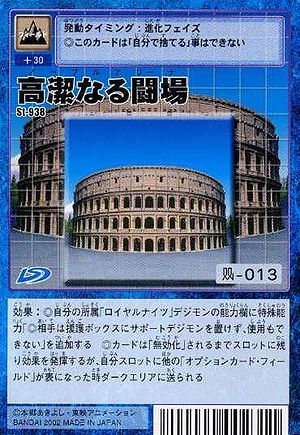 発動タイミング:進化フェイズ
◎このカードは「自分で捨てる」事はできない
+30
高潔なる闘場
St-938
-013
効果:◎自分の所属「ロイヤルナイツ」デジモンの能力欄に特殊能
力「◎相手は援護ボックスにサポートデジモンを置けず、使用もで
きない」を追加する ◎カードは「無効化」されるまでスロットに残
り効果を発揮するが、自分スロットに他の「オプションカード・フィー
ルド」が表になった時ダークエリアに送られる
©本郷あきよし・東映アニメーション
BANDAI 2002 MADE IN JAPAN